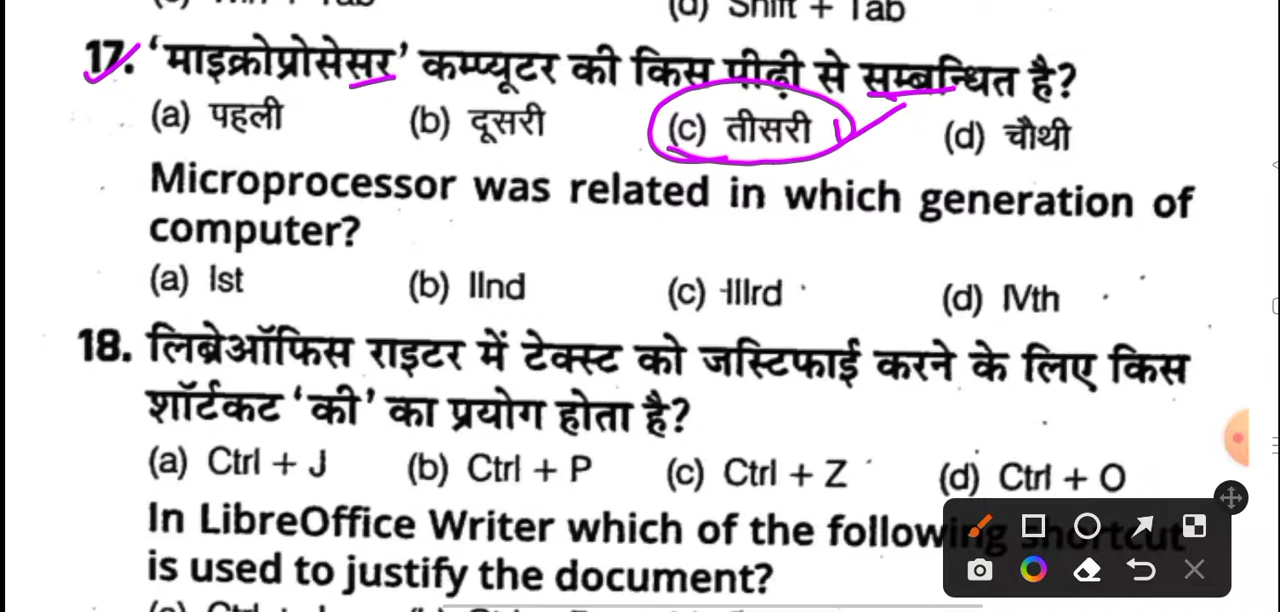 (d) Shift + Tab
17. ‘माइक्रोप्रोसेसर’ कम्प्यूटर की किस पीढ़ी से सम्बन्धित है?
(a) पहली (b) दूसरी (c) तीसरी (d) चौथी
Microprocessor was related in which generation of
computer?
(a) Ist (b) IInd (c) IIIrd (d) IVth
18. लिब्रेऑफिस राइटर में टेक्स्ट को जस्टिफाई करने के लिए किस
शॉर्टकट ‘की’ का प्रयोग होता है?
(a) Ctrl + J (b) Ctrl + P (c) Ctrl + Z (d) Ctrl + O
In LibreOffice Writer which of the following shortcut
is used to justify the document?